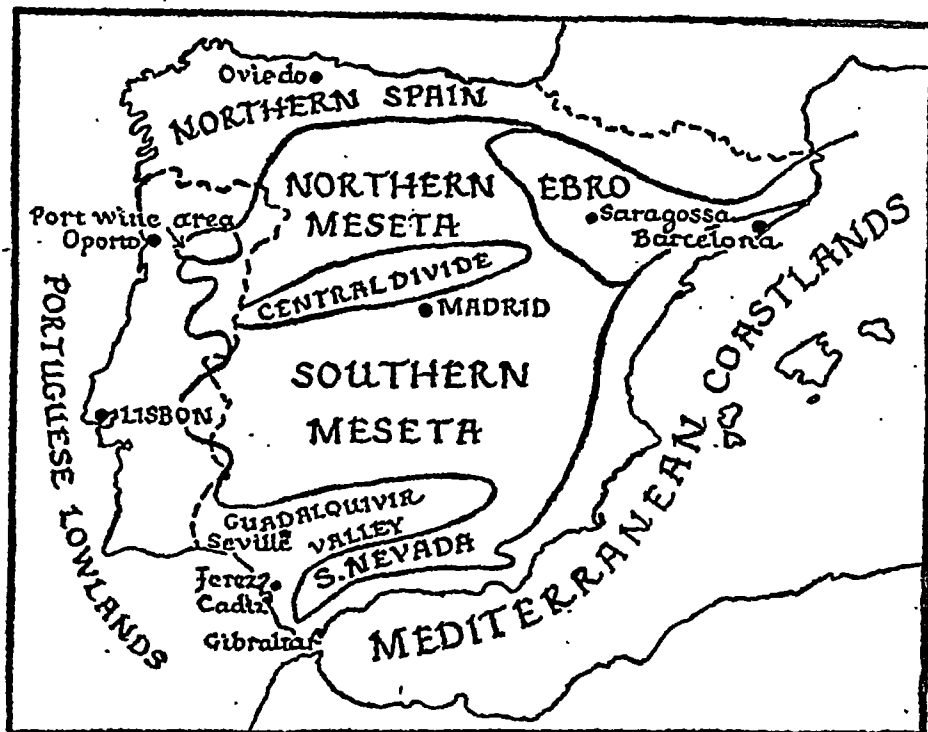 Oviedo
NORTHERN SPAIN
NORTHERN
MESETA
EBRO
Saragossa
Barcelona
Port wine area
Oporto
CENTRAL DIVIDE
MADRID
SOUTHERN
MESETA
LISBON
PORTUGUESE LOWLANDS
GUADALQUIVIR
VALLEY
Seville
S. NEVADA
Jerez
Cadiz
Gibraltar
MEDITERRANEAN COASTLANDS